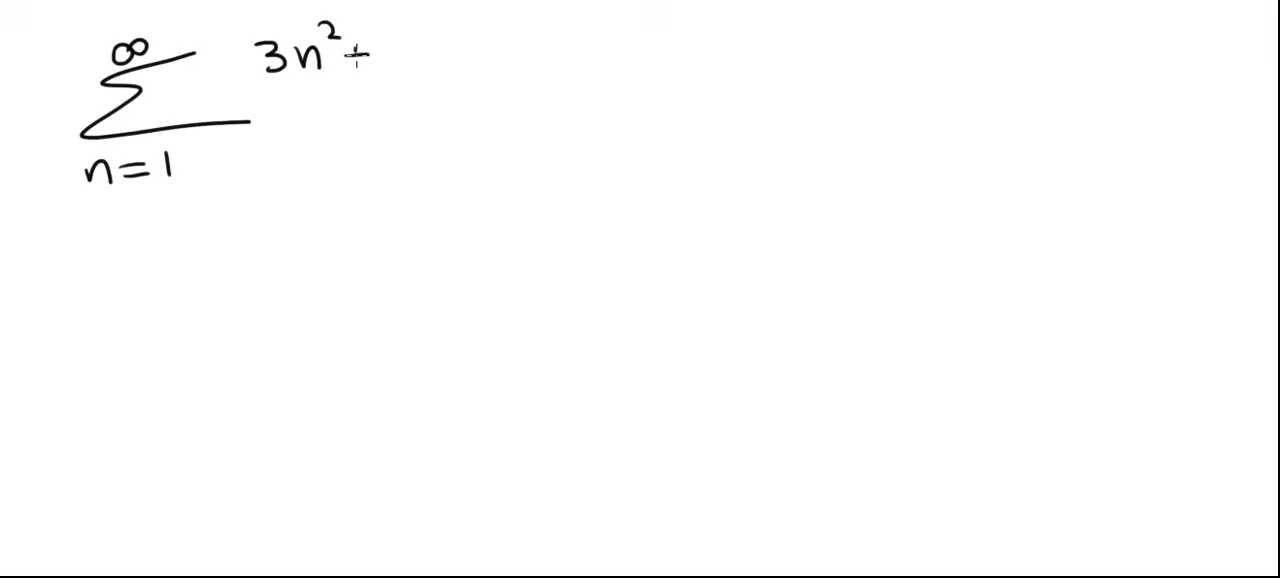 ∞
∑ 3n² +
n=1